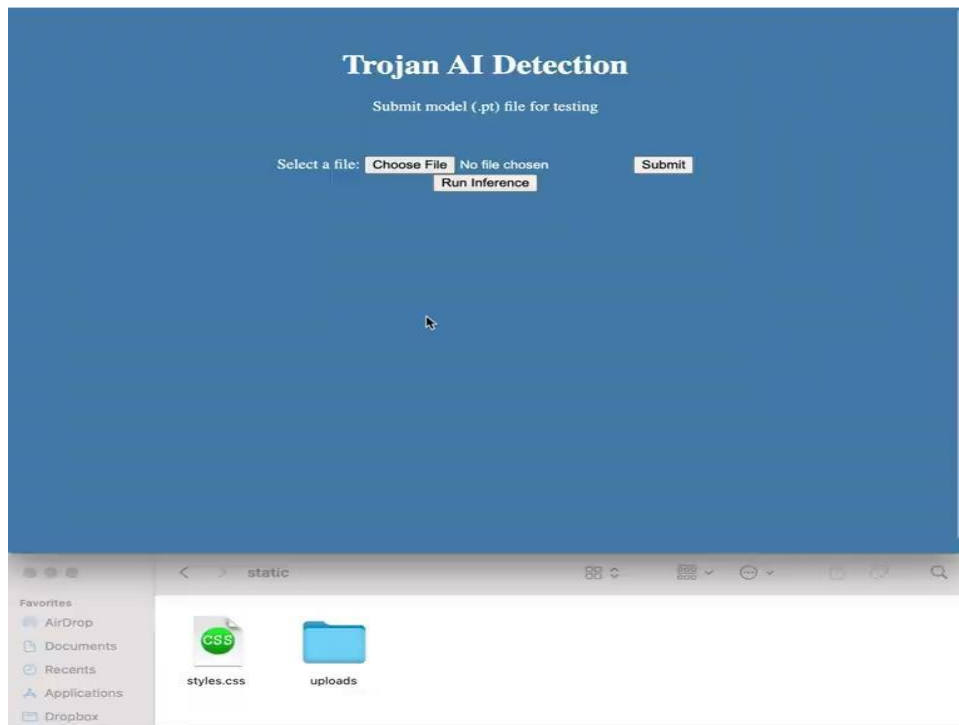 Trojan AI Detection
Submit model (.pt) file for testing
Select a file: Choose File No file chosen Submit
Run Inference
static
Favorites
AirDrop
Documents
Recents
Applications
Dropbox
CSS
styles.css
uploads